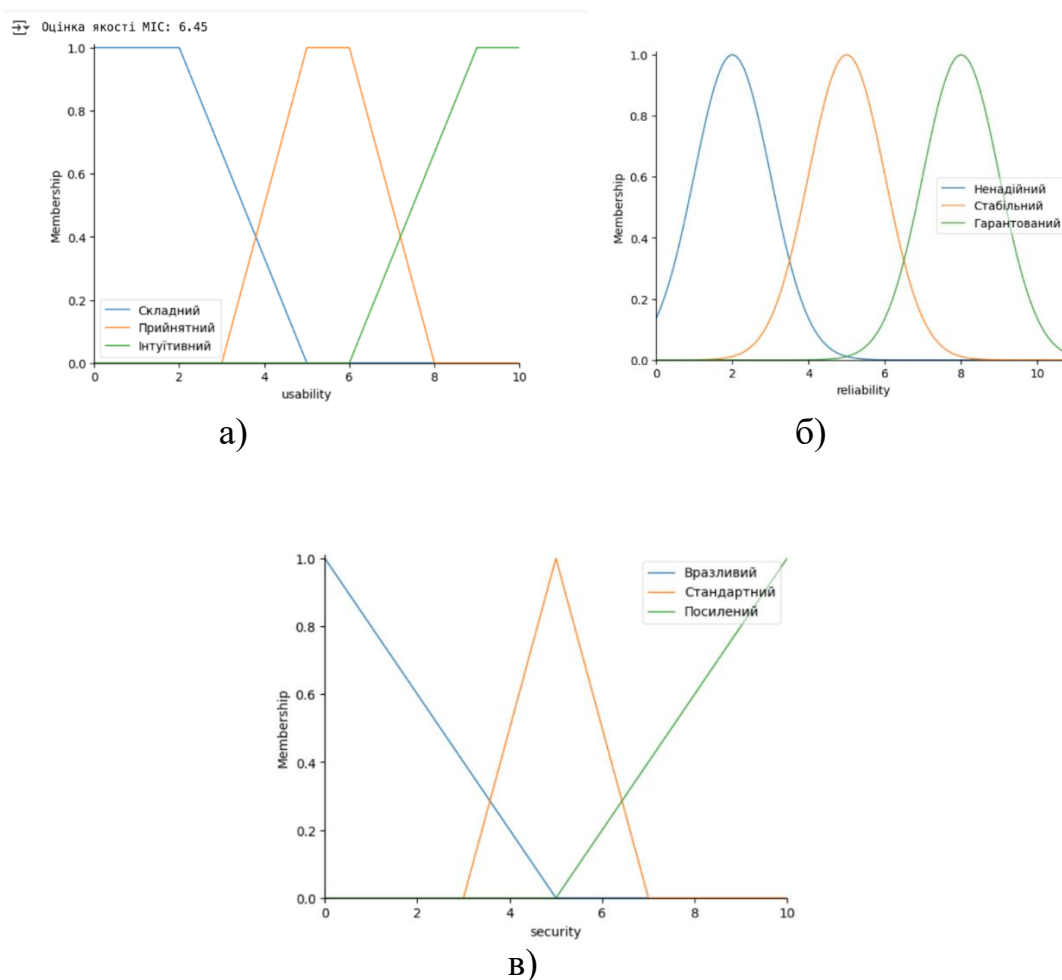 Оцінка якості МІС: 6.45
1.0
0.8
0.6
0.4
0.2
0.0
Membership
Складний
Прийнятний
Інтуїтивний
0 2 4 6 8 10
usability
а)
1.0
0.8
0.6
0.4
0.2
0.0
Membership
Ненадійний
Стабільний
Гарантований
0 2 4 6 8 10
reliability
б)
1.0
0.8
0.6
0.4
0.2
0.0
Membership
Вразливий
Стандартний
Посилений
0 2 4 6 8 10
security
в)